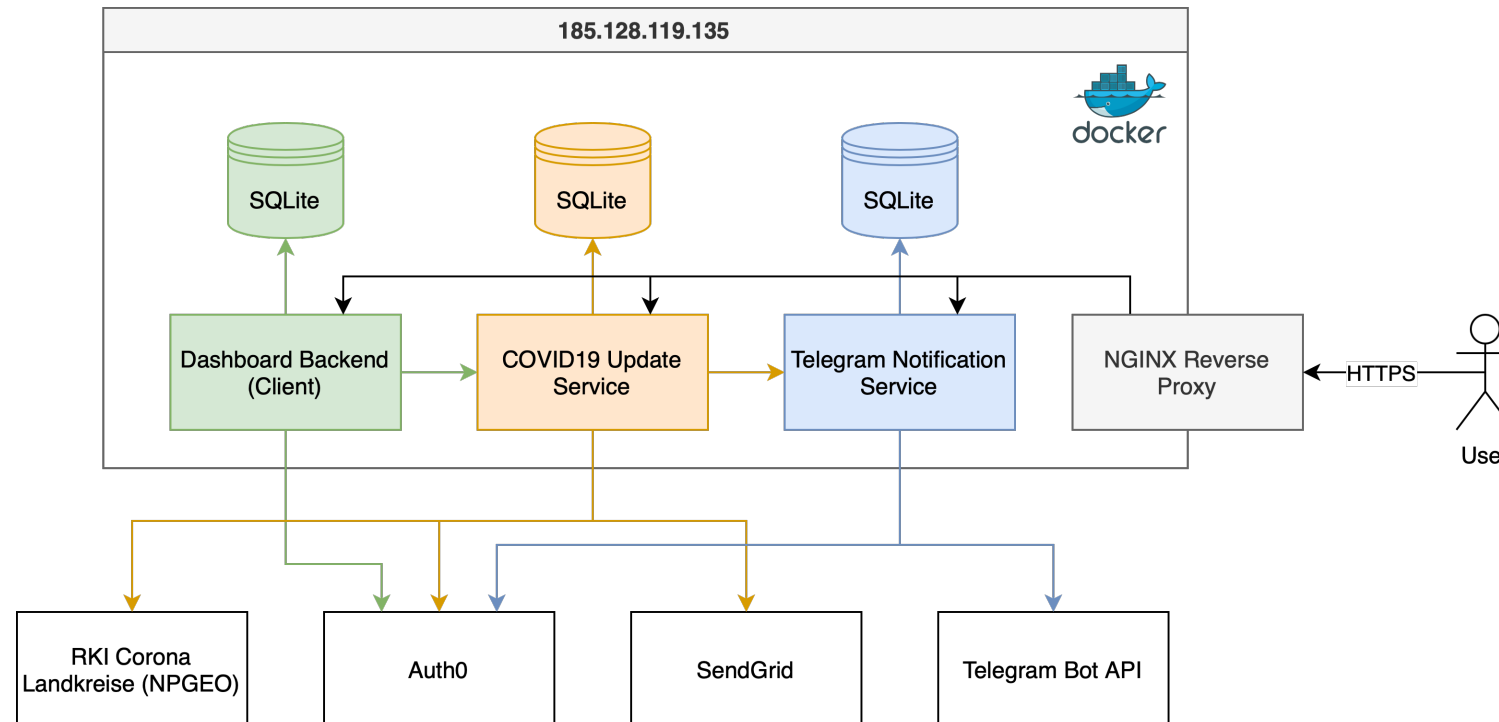 185.128.119.135
docker
SQLite
SQLite
SQLite
Dashboard Backend
(Client)
COVID19 Update
Service
Telegram Notification
Service
NGINX Reverse
Proxy
HTTPS
Use
RKI Corona
Landkreise (NPGEO)
Auth0
SendGrid
Telegram Bot API